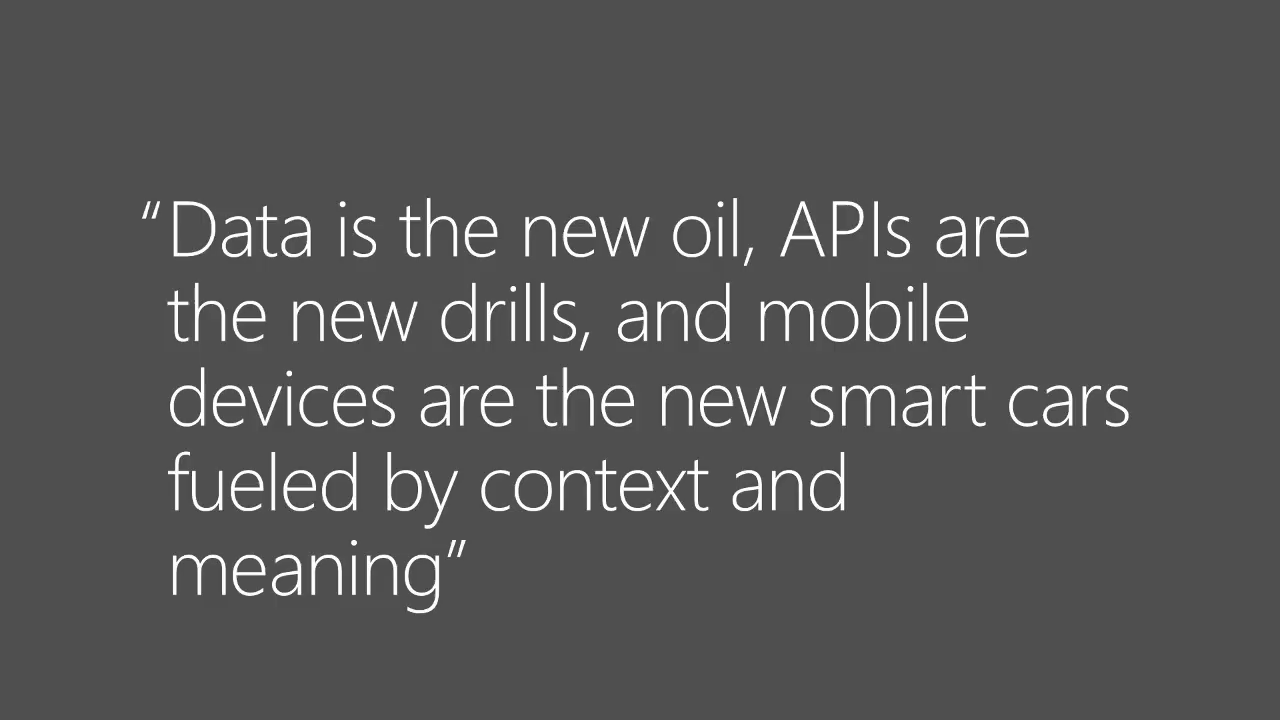 “Data is the new oil, APIs are
the new drills, and mobile
devices are the new smart cars
fueled by context and
meaning”